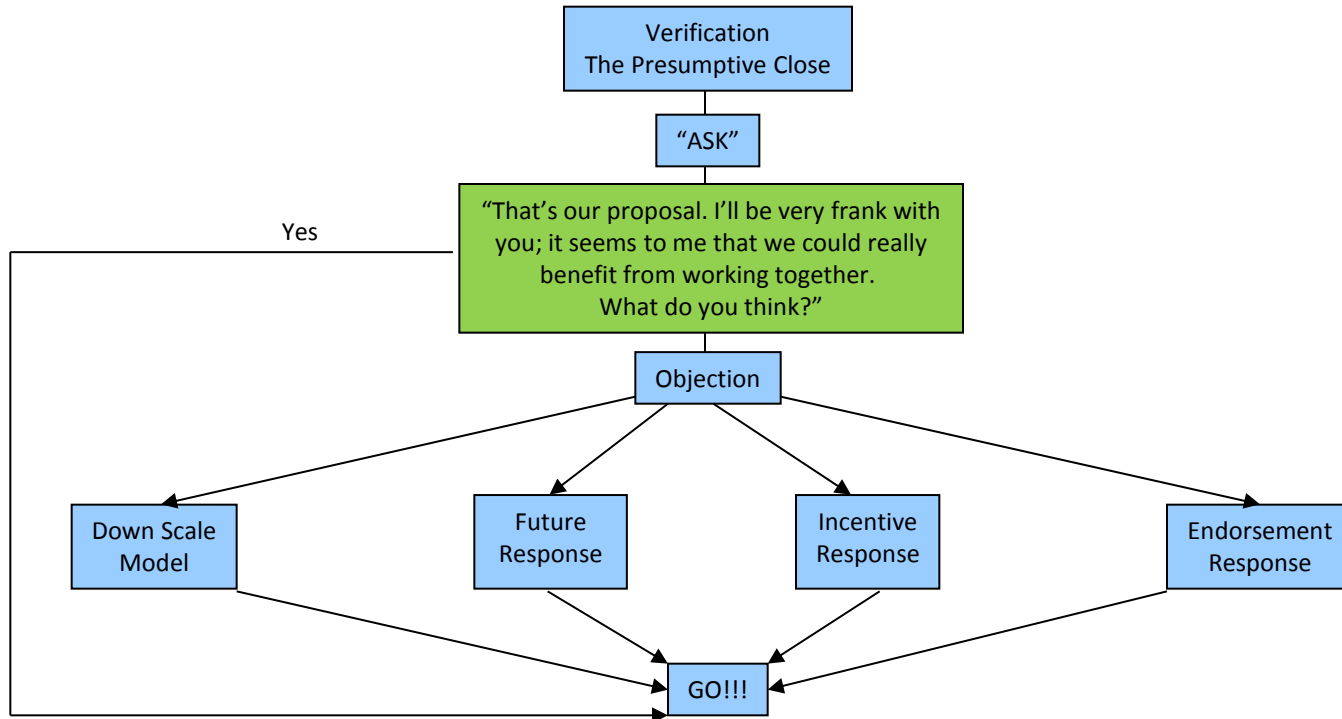 Verification
The Presumptive Close
“ASK”
“That’s our proposal. I’ll be very frank with
you; it seems to me that we could really
benefit from working together.
What do you think?”
Yes
Objection
Down Scale
Model
Future
Response
Incentive
Response
Endorsement
Response
GO!!!